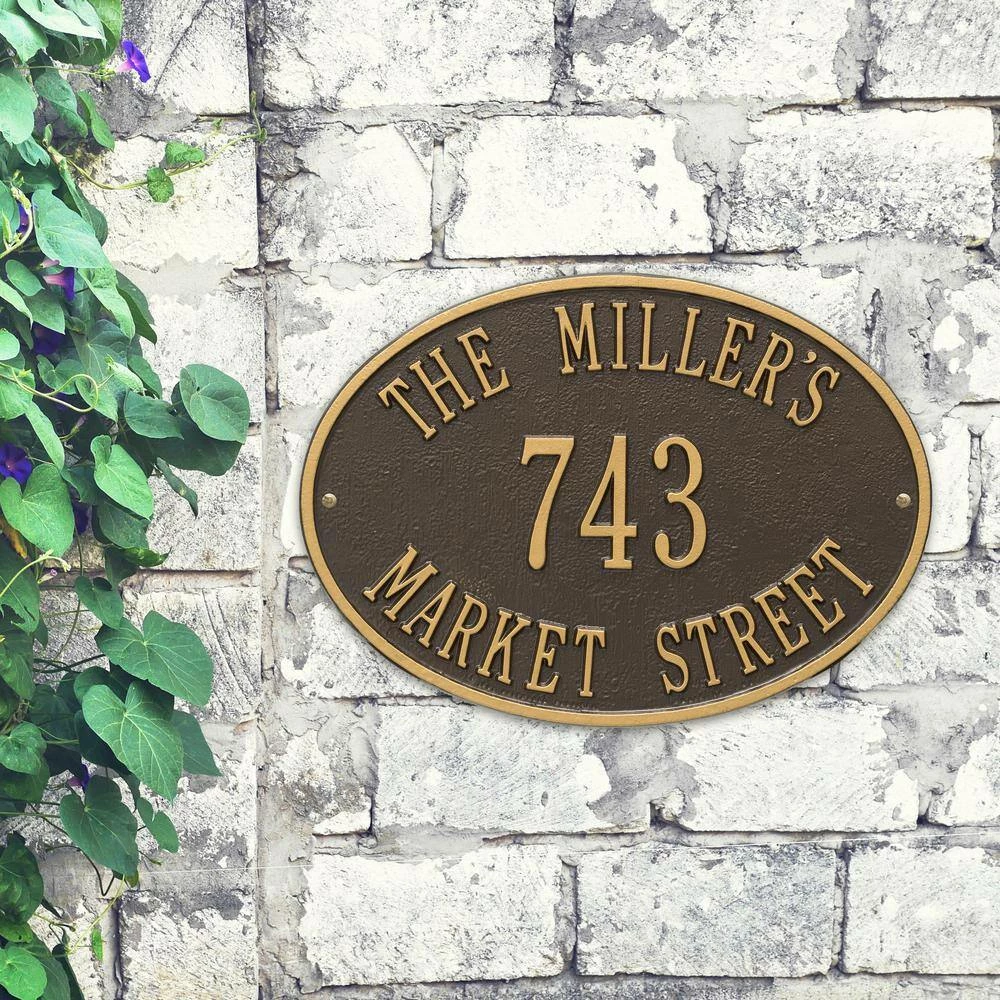 THE MILLER'S
743
MARKET STREET